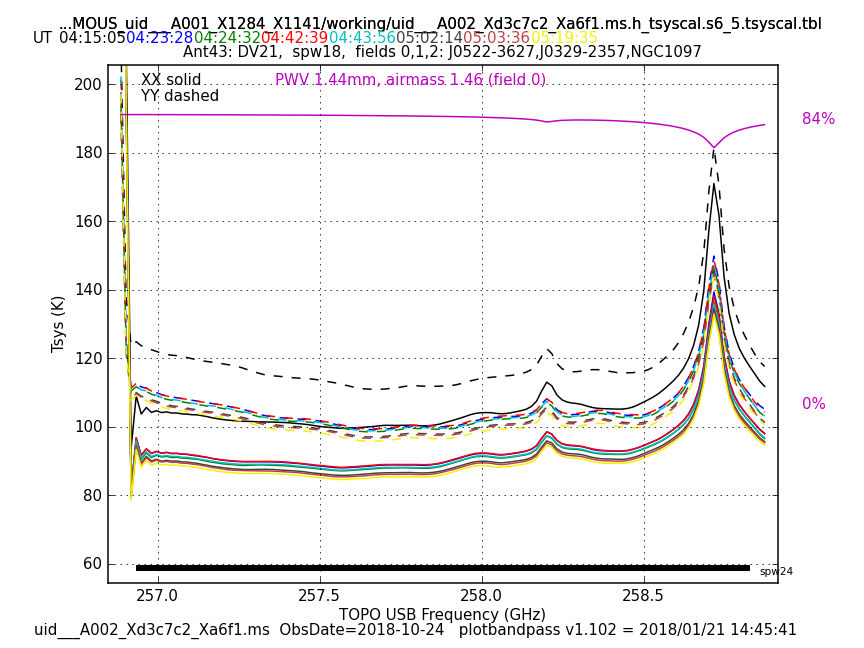 ...MOUS_uid___A001_X1284_X1141/working/uid___A002_Xd3c7c2_Xa6f1.ms.h_tsyscal.s6_5.tsyscal.tbl
UT 04:15:05 04:23:28 04:24:32 04:42:39 04:43:56 05:02:14 05:03:36 05:19:35
Ant43: DV21,  spw18,  fields 0,1,2: J0522-3627,J0329-2357,NGC1097
XX solid
YY dashed
PWV 1.44mm, airmass 1.46 (field 0)
84%
0%
200
180
160
140
120
100
80
60
Tsys (K)
spw24
257.0 257.5 258.0 258.5
TOPO USB Frequency (GHz)
uid___A002_Xd3c7c2_Xa6f1.ms  ObsDate=2018-10-24   plotbandpass v1.102 = 2018/01/21 14:45:41